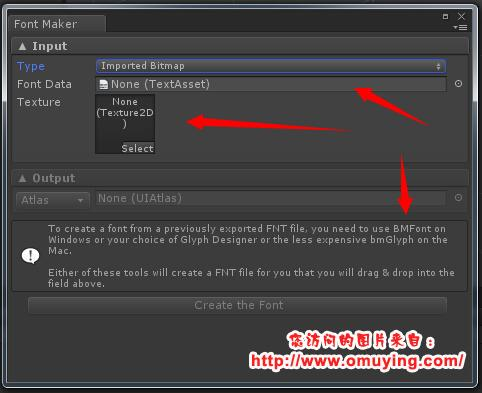 Font Maker
▲ Input
Type
Imported Bitmap
Font Data
None (TextAsset)
Texture
None
(Texture2D
)
Select
▲ Output
Atlas
None (UIAtlas)
To create a font from a previously exported FNT file, you need to use BMFont on
Windows or your choice of Glyph Designer or the less expensive bmGlyph on the
Mac.
Either of these tools will create a FNT file for you that you will drag & drop into the
field above.
Create the Font
您访问的图片来自：
http://www.omuying.com/